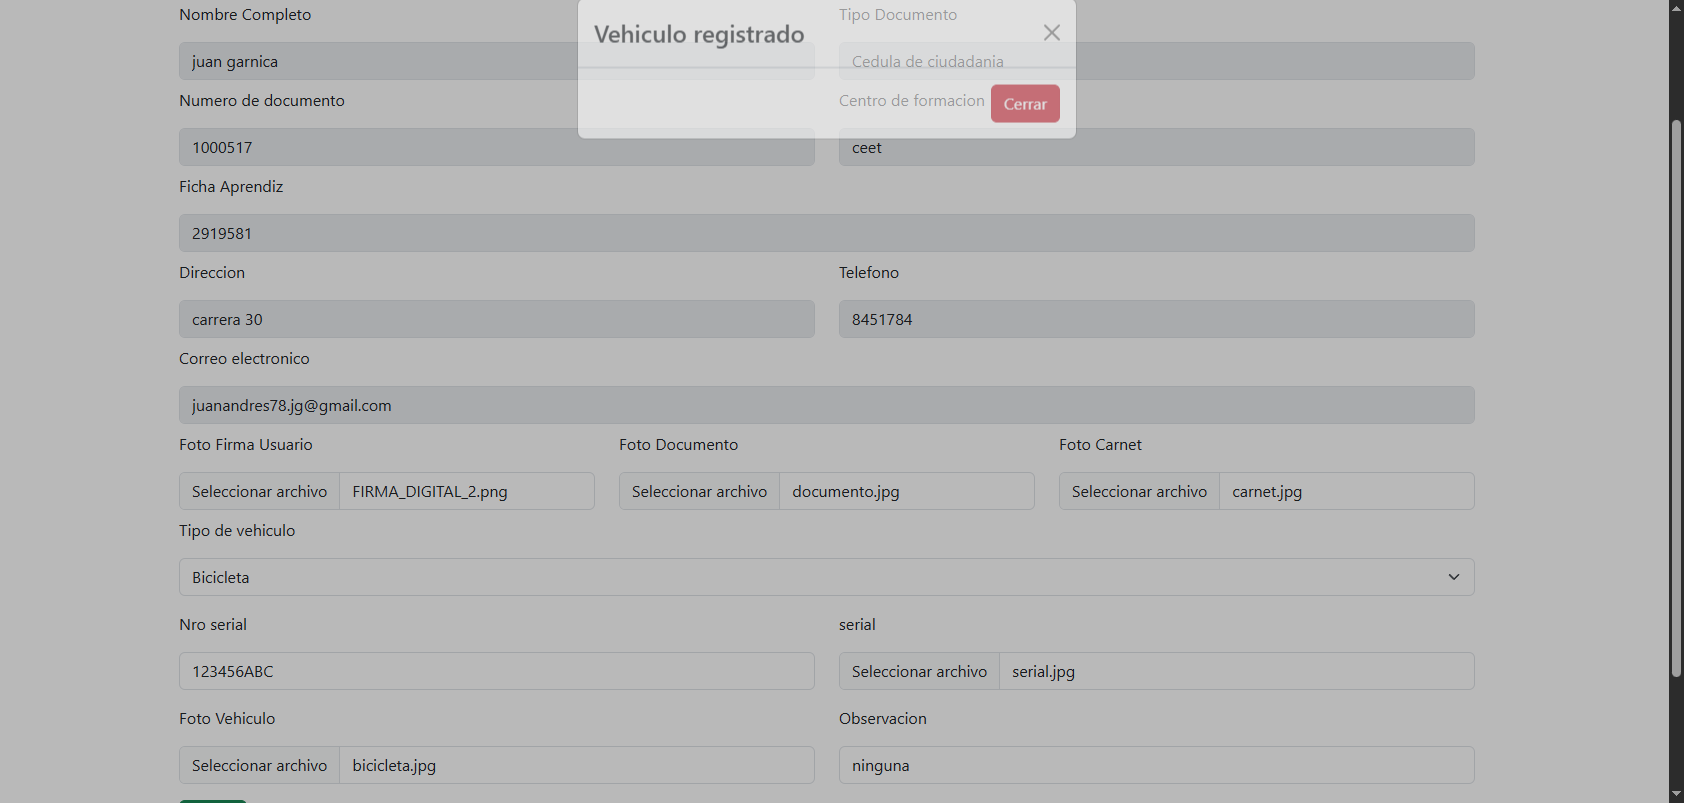 Nombre Completo
Tipo Documento
Vehiculo registrado
juan garnica
Cedula de ciudadania
Numero de documento
Centro de formacion
Cerrar
1000517
ceet
Ficha Aprendiz
2919581
Direccion
Telefono
carrera 30
8451784
Correo electronico
juanandres78.jg@gmail.com
Foto Firma Usuario
Foto Documento
Foto Carnet
Seleccionar archivo FIRMA_DIGITAL_2.png
Seleccionar archivo documento.jpg
Seleccionar archivo carnet.jpg
Tipo de vehiculo
Bicicleta
Nro serial
serial
123456ABC
Seleccionar archivo serial.jpg
Foto Vehiculo
Observacion
Seleccionar archivo bicicleta.jpg
ninguna